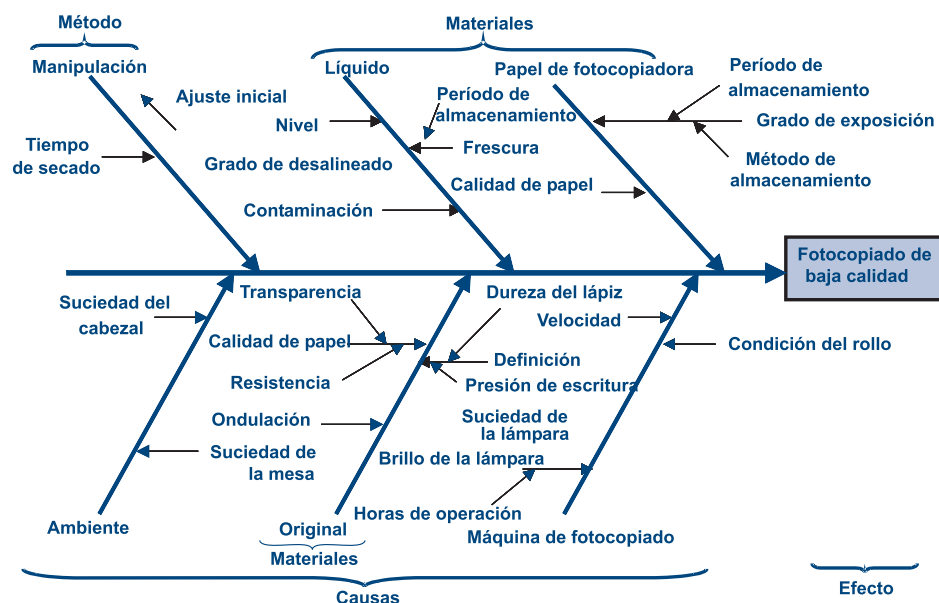 Método
Materiales
Manipulación
Líquido
Papel de fotocopiadora
Ajuste inicial
Período de
almacenamiento
Período de
almacenamiento
Nivel
Grado de exposición
Tiempo
de secado
Frescura
Grado de desalineado
Método de
almacenamiento
Calidad de papel
Contaminación
Fotocopiado de
baja calidad
Suciedad del
cabezal
Transparencia
Dureza del lápiz
Velocidad
Calidad de papel
Condición del rollo
Definición
Resistencia
Presión de escritura
Ondulación
Suciedad de
la lámpara
Suciedad de
la mesa
Brillo de la lámpara
Horas de operación
Ambiente
Original
Máquina de fotocopiado
Materiales
Causas
Efecto